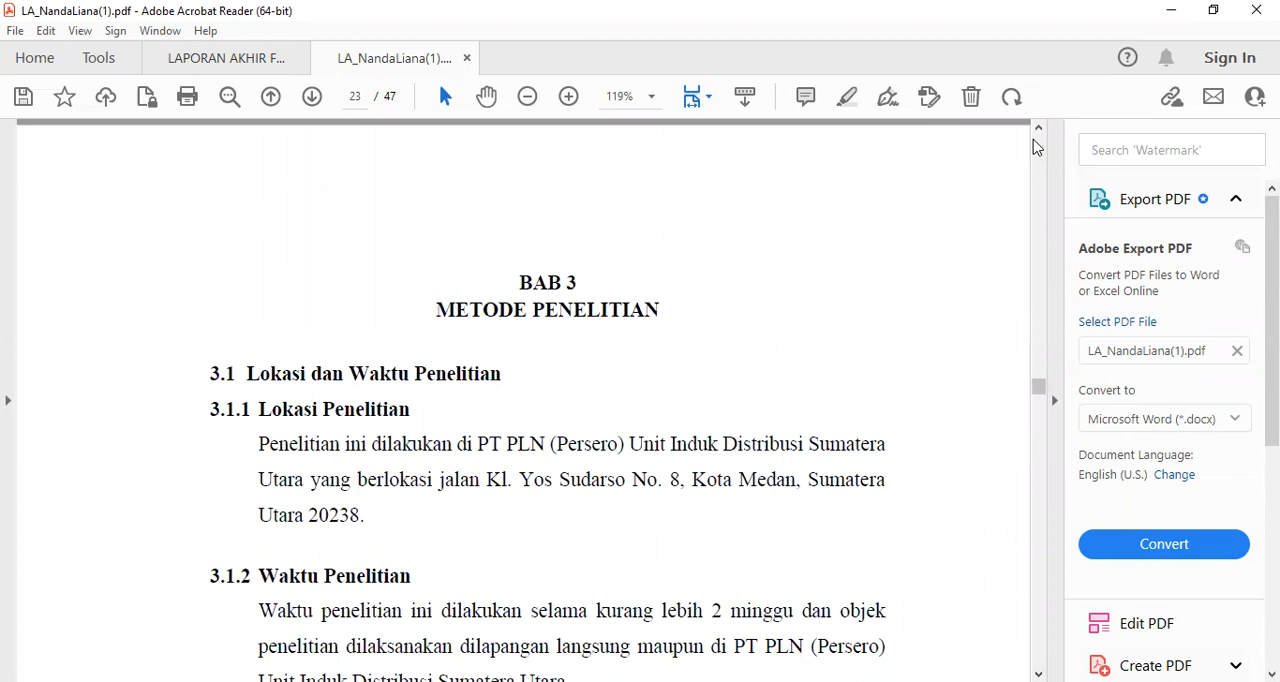 LA_NandaLiana(1).pdf - Adobe Acrobat Reader (64-bit)
File Edit View Sign Window Help
Home Tools LAPORAN AKHIR F... LA_NandaLiana(1).... × Sign In
23 / 47 119%
Search 'Watermark'
Export PDF
Adobe Export PDF
Convert PDF Files to Word
or Excel Online
Select PDF File
LA_NandaLiana(1).pdf
Convert to
Microsoft Word (*.docx)
Document Language:
English (U.S.) Change
Convert
Edit PDF
Create PDF
BAB 3
METODE PENELITIAN
3.1 Lokasi dan Waktu Penelitian
3.1.1 Lokasi Penelitian
Penelitian ini dilakukan di PT PLN (Persero) Unit Induk Distribusi Sumatera
Utara yang berlokasi jalan Kl. Yos Sudarso No. 8, Kota Medan, Sumatera
Utara 20238.
3.1.2 Waktu Penelitian
Waktu penelitian ini dilakukan selama kurang lebih 2 minggu dan objek
penelitian dilaksanakan dilapangan langsung maupun di PT PLN (Persero)
Unit Induk Distribusi Sumatera Utara.